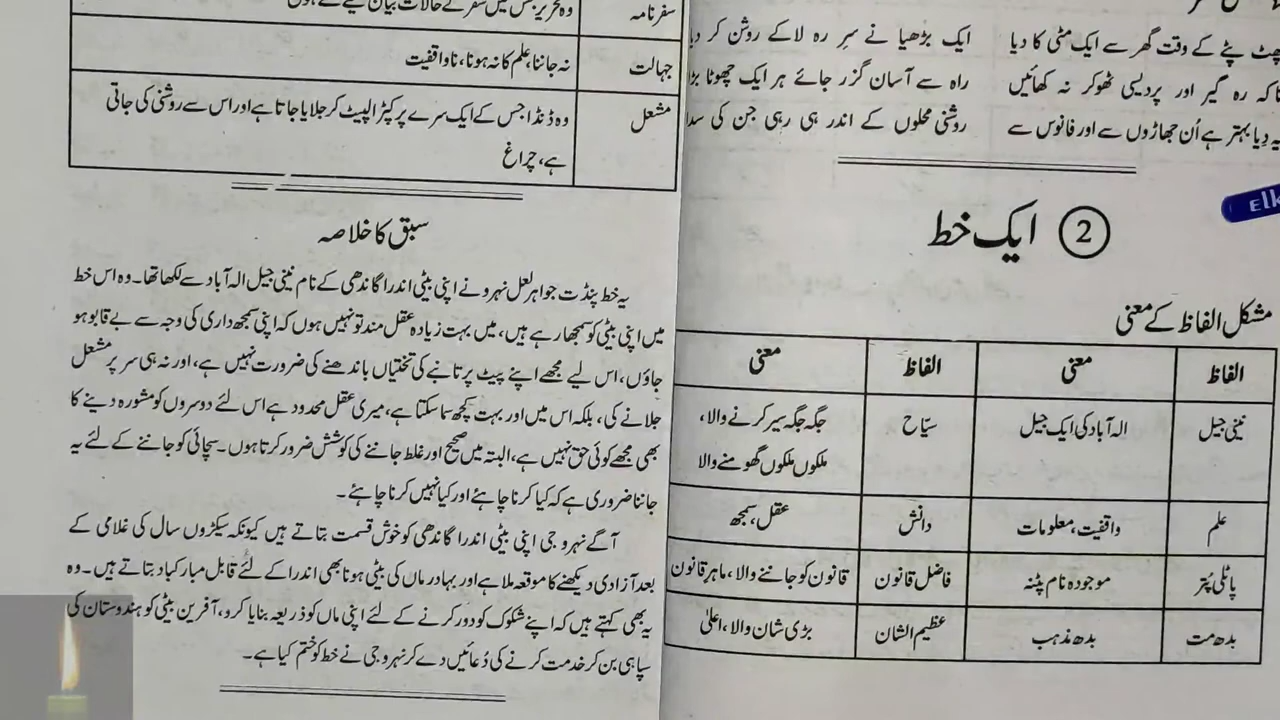 ایک بڑھیا نے سرِ رہ لا کے روشن کر دیا
چٹ پٹے کے وقت گھر سے ایک مٹی کا دیا
تاکہ رہ گیر اور پردیسی ٹھوکر نہ کھائیں
راہ سے آسان گزر جائے ہر ایک چھوٹا بڑا
یہ دِیا بہتر ہے اُن جھاڑوں سے اور فانوس سے
روشنی محلوں کے اندر ہی رہی جن کی سدا
elk
2 ایک خط
مشکل الفاظ کے معنی
الفاظ معنی الفاظ معنی
نینی جیل الہ آباد کی ایک جیل سیّاح جگہ جگہ سیر کرنے والا،
ملکوں ملکوں گھومنے والا
علم واقفیت، معلومات دانش عقل، سمجھ
پاٹلی پُتر موجودہ نام پٹنہ فاضل قانون قانون کو جاننے والا، ماہر قانون
بدھ مت بدھ مذہب عظیم الشان بڑی شان والا، اعلیٰ
سفرنامہ وہ تحریر جس میں سفر کے حالات بیان کیے گئے ہوں
جہالت نہ جاننا، علم کا نہ ہونا، ناواقفیت
مشعل وہ ڈنڈا جس کے ایک سرے پر کپڑا لپیٹ کر جلایا جاتا ہے اور اس سے روشنی کی جاتی
ہے، چراغ
سبق کا خلاصہ
یہ خط پنڈت جواہر لعل نہرو نے اپنی بیٹی اندرا گاندھی کے نام نینی جیل الہ آباد سے لکھا تھا۔ وہ اس خط
میں اپنی بیٹی کو سمجھا رہے ہیں، میں بہت زیادہ عقل مند تو نہیں ہوں کہ اپنی سمجھ داری کی وجہ سے بے قابو ہو
جاؤں، اس لیے مجھے اپنے پیٹ پر تانبے کی تختیاں باندھنے کی ضرورت نہیں ہے، اور نہ ہی سر پر مشعل
جلانے کی، بلکہ اس میں اور بہت کچھ سما سکتا ہے، میری عقل محدود ہے اس لئے دوسروں کو مشورہ دینے کا
بھی مجھے کوئی حق نہیں ہے، البتہ میں صحیح اور غلط جاننے کی کوشش ضرور کرتا ہوں۔ سچائی کو جاننے کے لئے یہ
جاننا ضروری ہے کہ کیا کرنا چاہئے اور کیا نہیں کرنا چاہئے۔
آگے نہرو جی اپنی بیٹی اندرا گاندھی کو خوش قسمت بتاتے ہیں کیونکہ سیکڑوں سال کی غلامی کے
بعد آزادی دیکھنے کا موقعہ ملا ہے اور بہادر ماں کی بیٹی ہونا بھی اندرا کے لئے قابل مبارکباد بتاتے ہیں۔ وہ
یہ بھی کہتے ہیں کہ اپنے شکوک کو دور کرنے کے لئے اپنی ماں کو ذریعہ بنایا کرو، آفرین بیٹی کو ہندوستان کی
سپاہی بن کر خدمت کرنے کی دُعائیں دے کر نہرو جی نے خط کو ختم کیا ہے۔